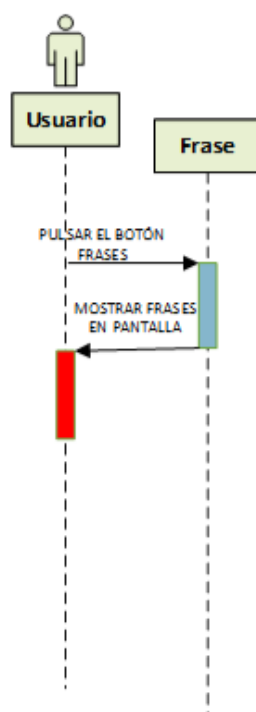 Usuario
Frase
PULSAR EL BOTÓN
FRASES
MOSTRAR FRASES
EN PANTALLA